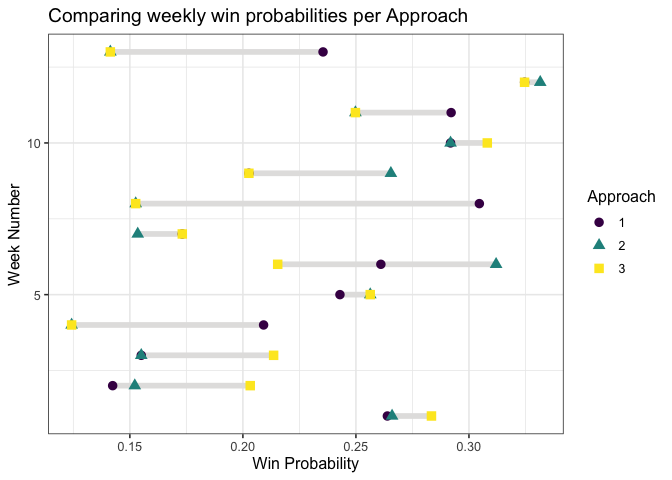 Comparing weekly win probabilities per Approach
10
5
Week Number
0.15 0.20 0.25 0.30
Win Probability
Approach
1
2
3